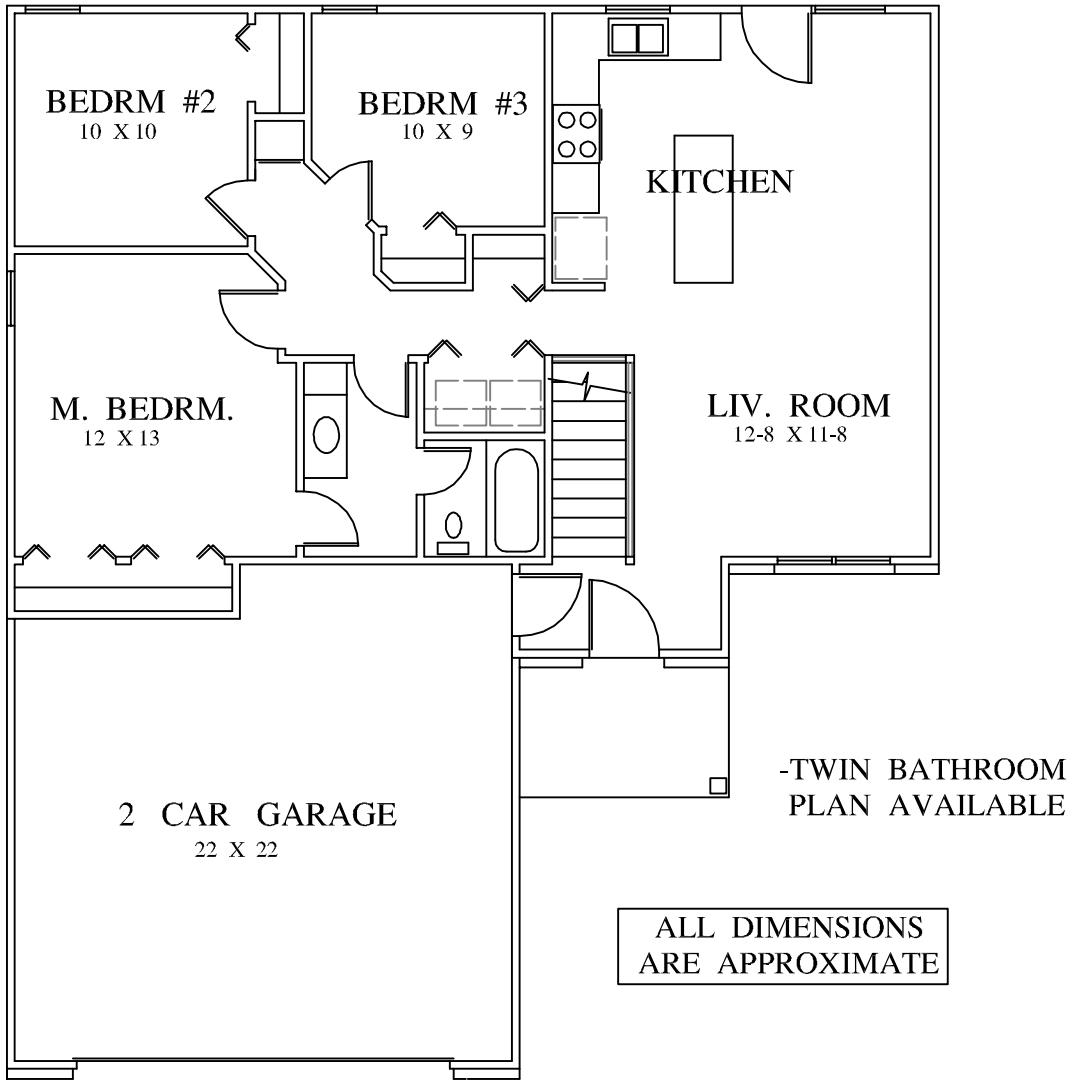 BEDRM #2
10 X 10
BEDRM #3
10 X 9
KITCHEN
M. BEDRM.
12 X 13
LIV. ROOM
12-8 X 11-8
2 CAR GARAGE
22 X 22
-TWIN BATHROOM
PLAN AVAILABLE
ALL DIMENSIONS
ARE APPROXIMATE